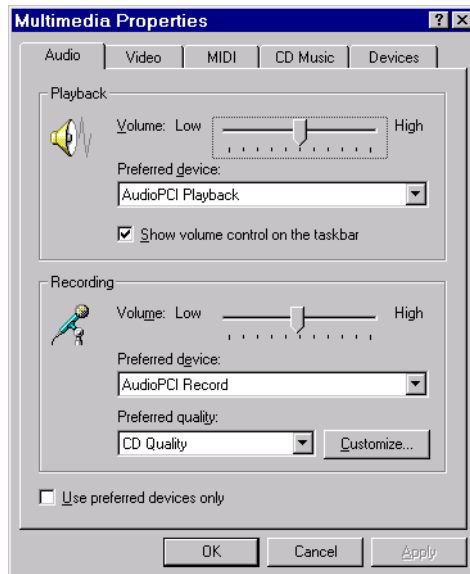 Multimedia Properties
Audio Video MIDI CD Music Devices
Playback
Volume: Low High
Preferred device:
AudioPCI Playback
Show volume control on the taskbar
Recording
Volume: Low High
Preferred device:
AudioPCI Record
Preferred quality:
CD Quality Customize...
Use preferred devices only
OK Cancel Apply